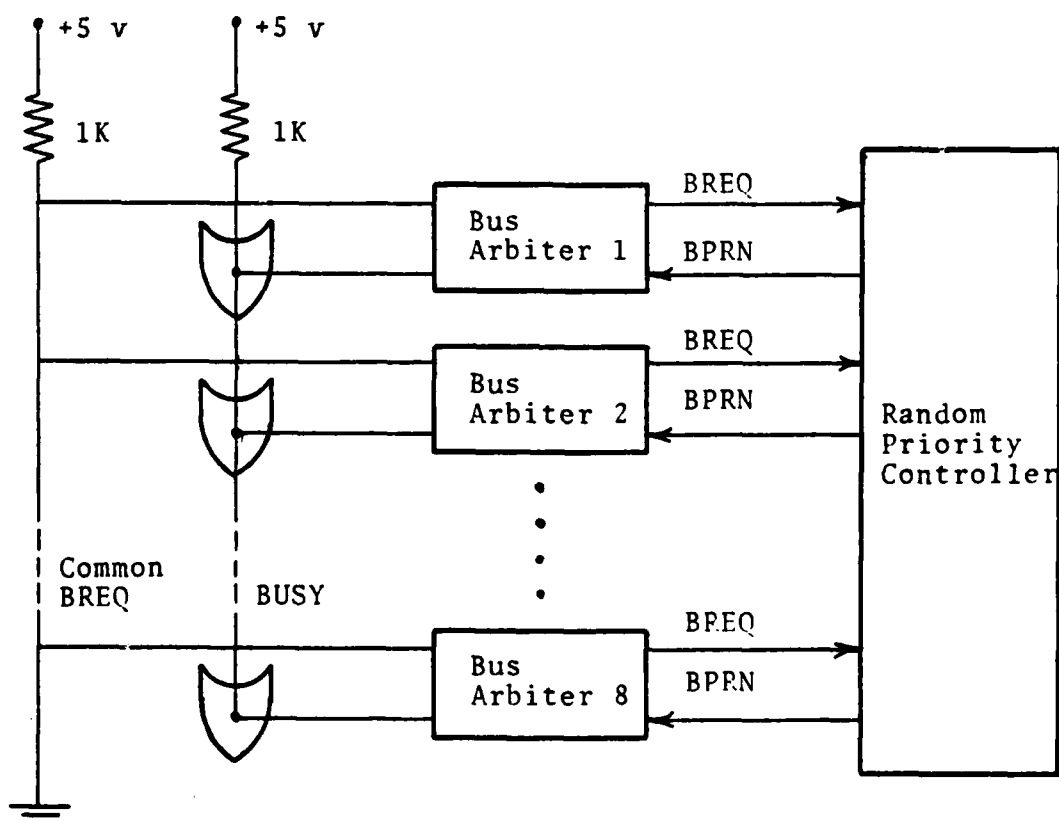 +5 v
+5 v
1K
1K
Bus
Arbiter 1
BREQ
BPRN
Bus
Arbiter 2
BREQ
BPRN
Random
Priority
Controller
Common
BREQ
BUSY
Bus
Arbiter 8
BREQ
BPRN